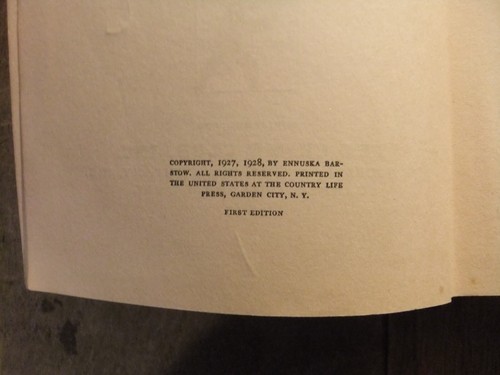 COPYRIGHT, 1927, 1928, BY ENNUSKA BAR-
STOW. ALL RIGHTS RESERVED. PRINTED IN
THE UNITED STATES AT THE COUNTRY LIFE
PRESS, GARDEN CITY, N. Y.
FIRST EDITION